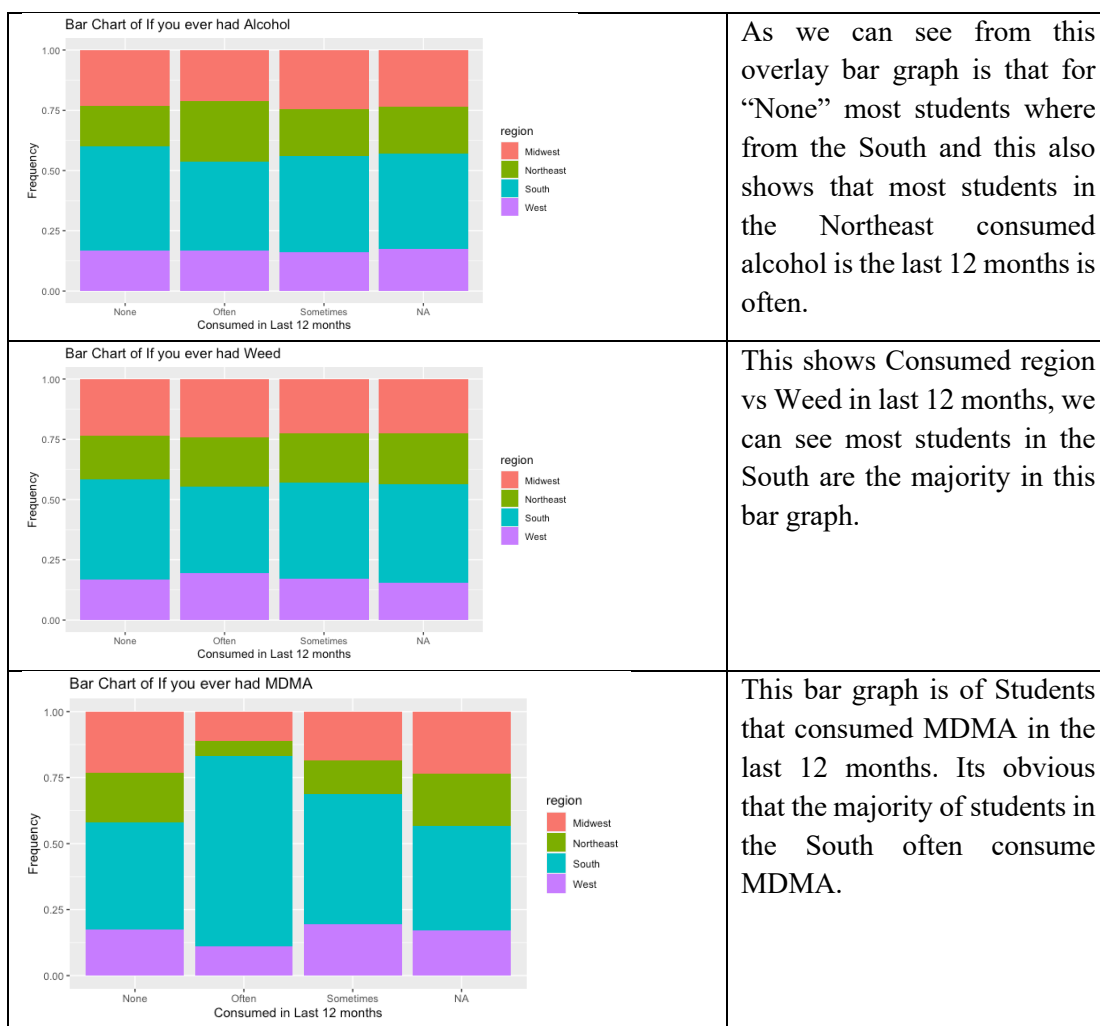 Bar Chart of If you ever had Alcohol
1.00
0.75
0.50
0.25
0.00
Frequency
None Often Sometimes NA
Consumed in Last 12 months
region
Midwest
Northeast
South
West
As we can see from this
overlay bar graph is that for
“None” most students where
from the South and this also
shows that most students in
the Northeast consumed
alcohol is the last 12 months is
often.
Bar Chart of If you ever had Weed
1.00
0.75
0.50
0.25
0.00
Frequency
None Often Sometimes NA
Consumed in Last 12 months
region
Midwest
Northeast
South
West
This shows Consumed region
vs Weed in last 12 months, we
can see most students in the
South are the majority in this
bar graph.
Bar Chart of If you ever had MDMA
1.00
0.75
0.50
0.25
0.00
Frequency
None Often Sometimes NA
Consumed in Last 12 months
region
Midwest
Northeast
South
West
This bar graph is of Students
that consumed MDMA in the
last 12 months. Its obvious
that the majority of students in
the South often consume
MDMA.